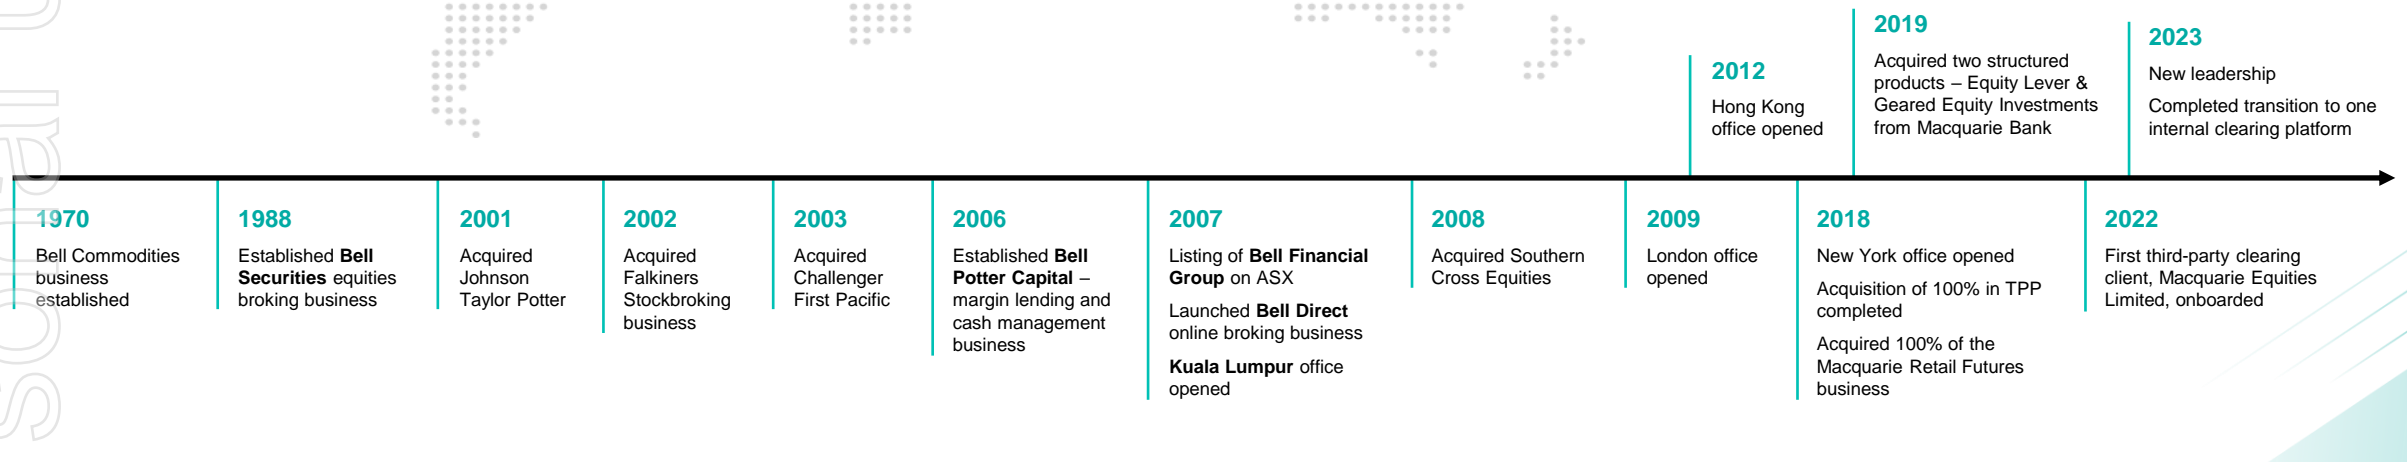 1970
Bell Commodities
business
established
1988
Established Bell
Securities equities
broking business
2001
Acquired
Johnson
Taylor Potter
2002
Acquired
Falkiners
Stockbroking
business
2003
Acquired
Challenger
First Pacific
2006
Established Bell
Potter Capital –
margin lending and
cash management
business
2007
Listing of Bell Financial
Group on ASX
Launched Bell Direct
online broking business
Kuala Lumpur office
opened
2008
Acquired Southern
Cross Equities
2009
London office
opened
2012
Hong Kong
office opened
2018
New York office opened
Acquisition of 100% in TPP
completed
Acquired 100% of the
Macquarie Retail Futures
business
2019
Acquired two structured
products – Equity Lever &
Geared Equity Investments
from Macquarie Bank
2022
First third-party clearing
client, Macquarie Equities
Limited, onboarded
2023
New leadership
Completed transition to one
internal clearing platform